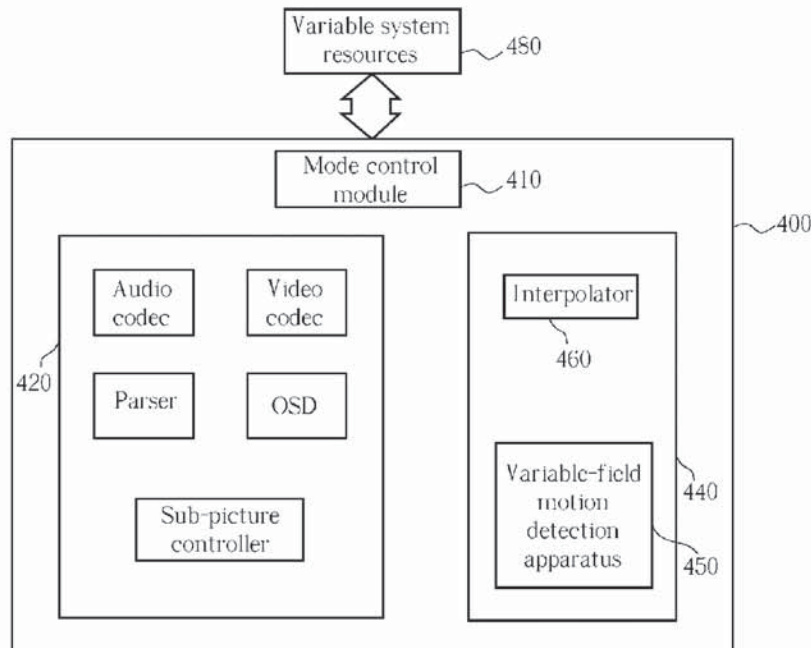 Variable system
resources
480
Mode control
module
410
400
Audio
codec
Video
codec
420
Parser
OSD
Sub-picture
controller
Interpolator
460
440
Variable-field
motion
detection
apparatus
450